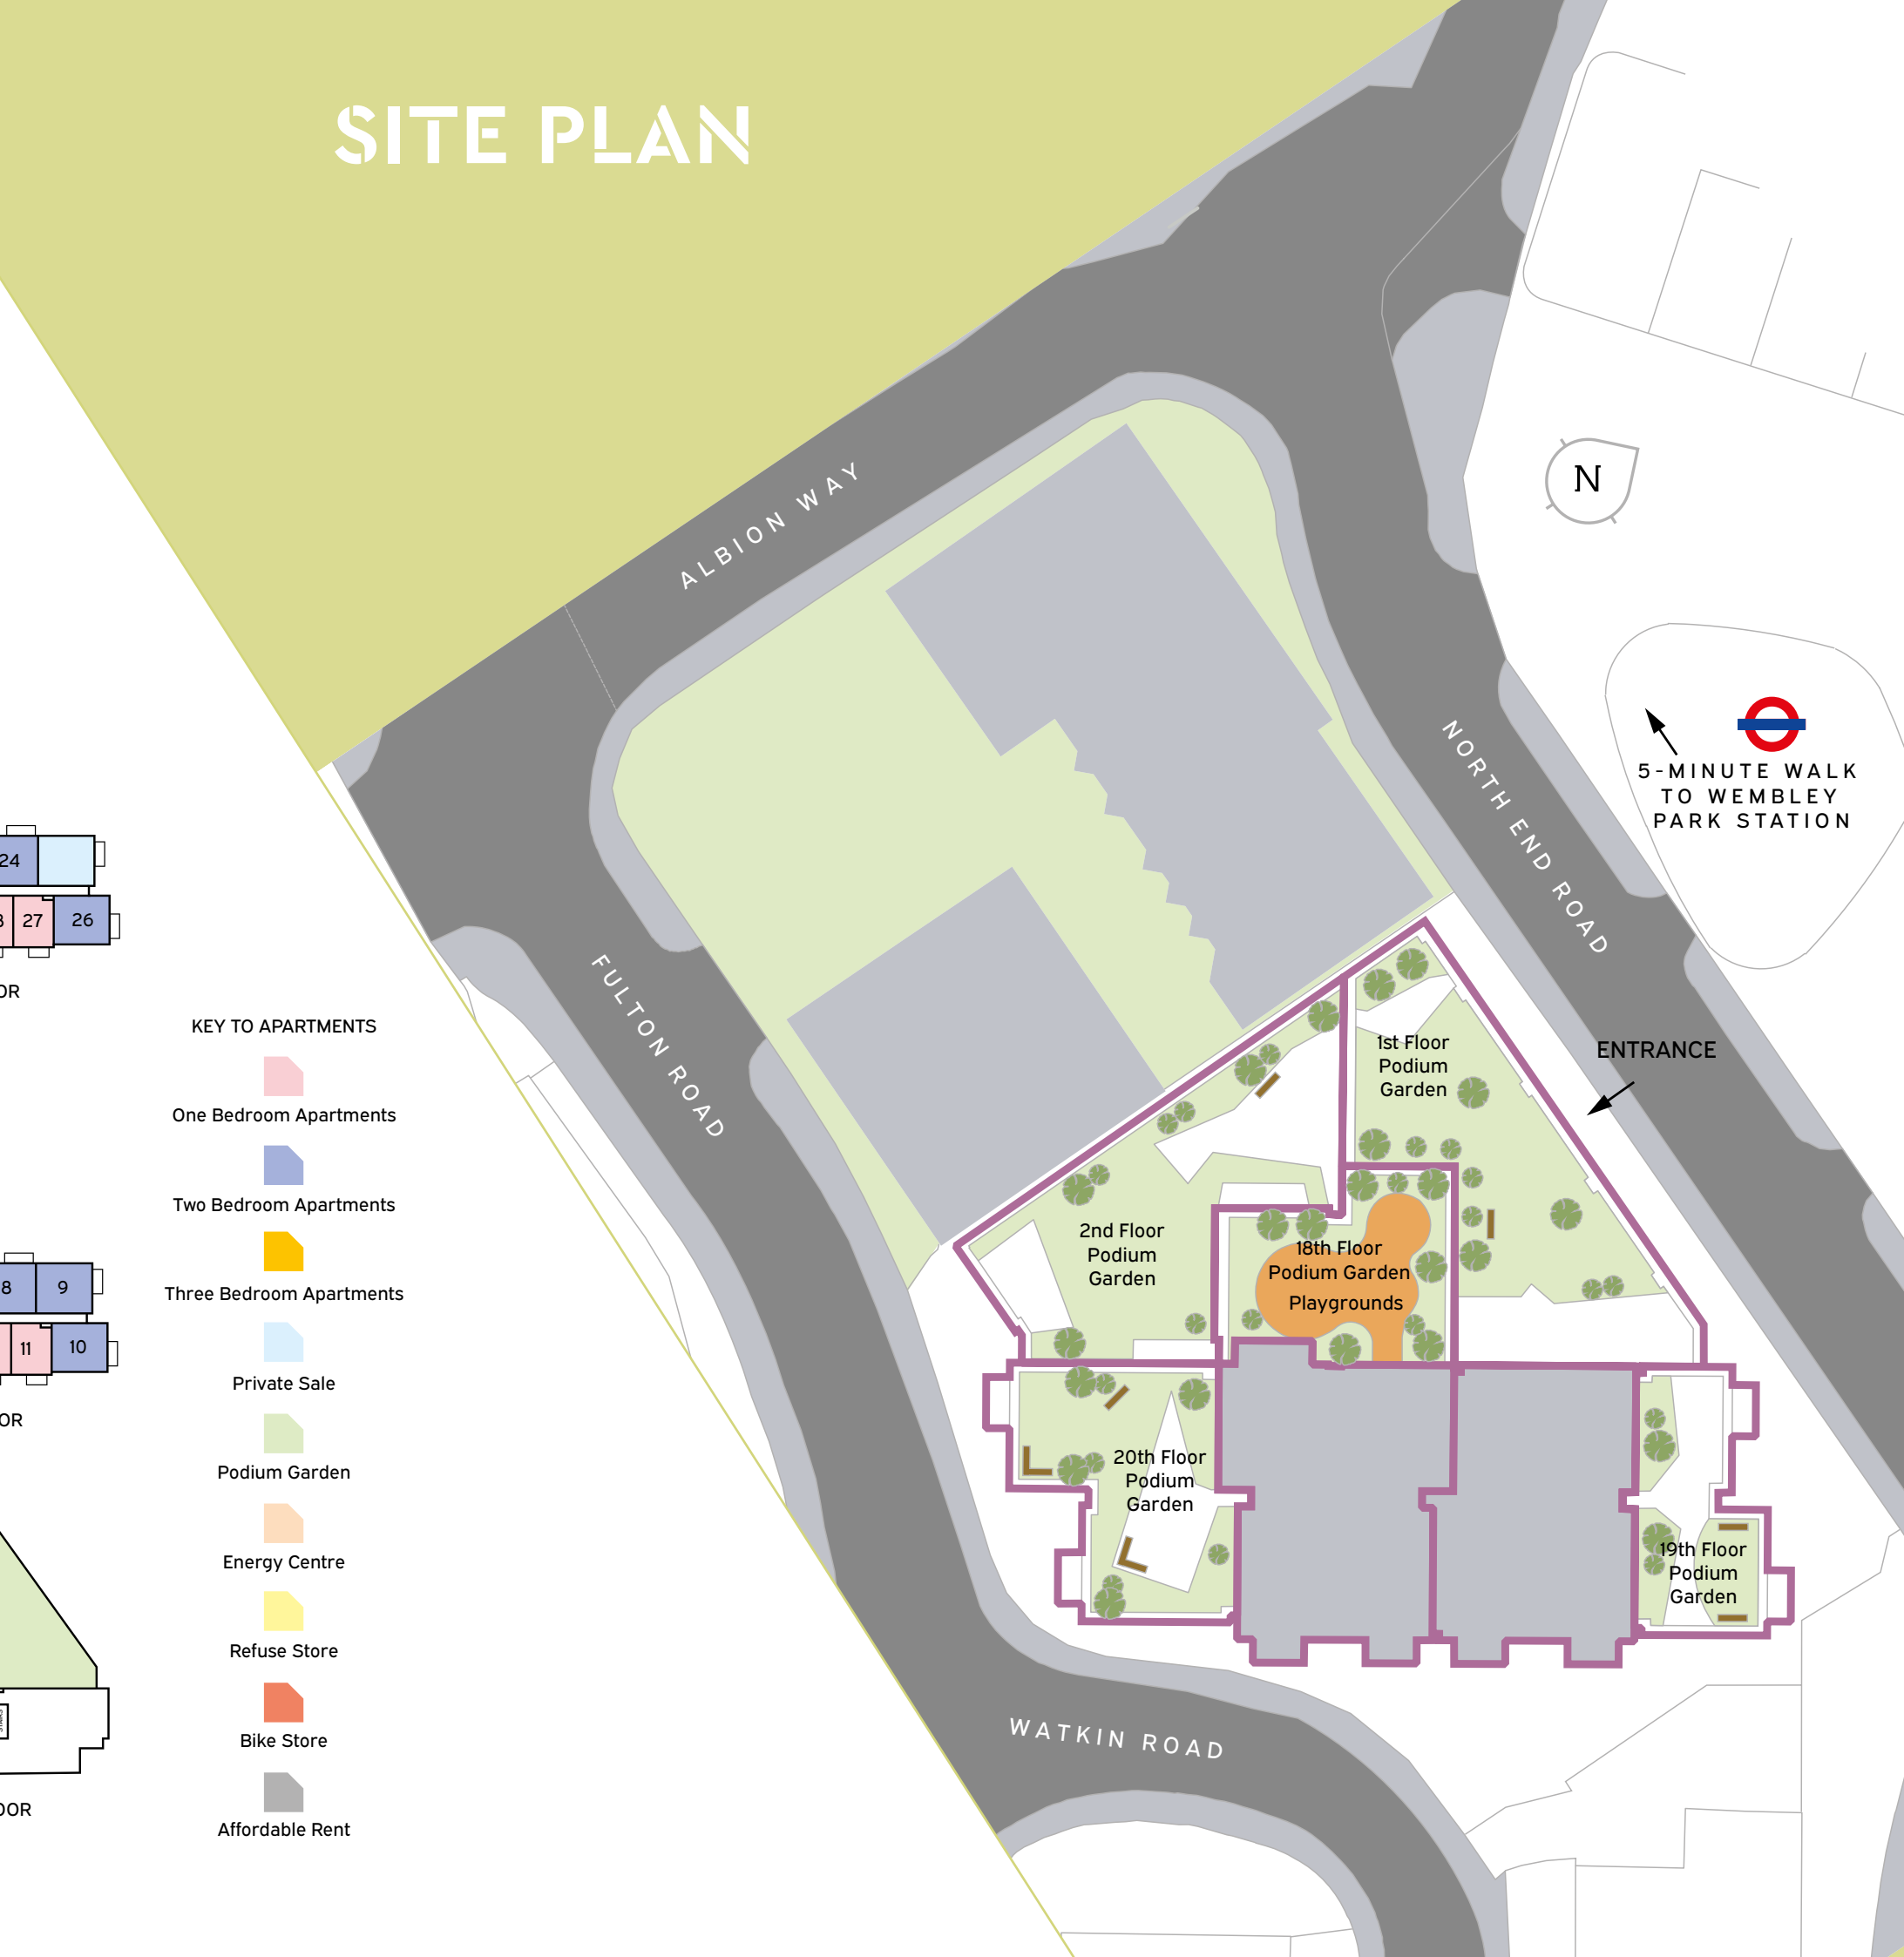 SITE PLAN
ALBION WAY
N
NORTH END ROAD
5-MINUTE WALK
TO WEMBLEY
PARK STATION
24
27
26
OR
FULTON ROAD
KEY TO APARTMENTS
One Bedroom Apartments
Two Bedroom Apartments
Three Bedroom Apartments
Private Sale
Podium Garden
Energy Centre
Refuse Store
Bike Store
Affordable Rent
8
9
11
10
OR
OOR
ENTRANCE
1st Floor
Podium
Garden
2nd Floor
Podium
Garden
18th Floor
Podium Garden
Playgrounds
20th Floor
Podium
Garden
19th Floor
Podium
Garden
WATKIN ROAD